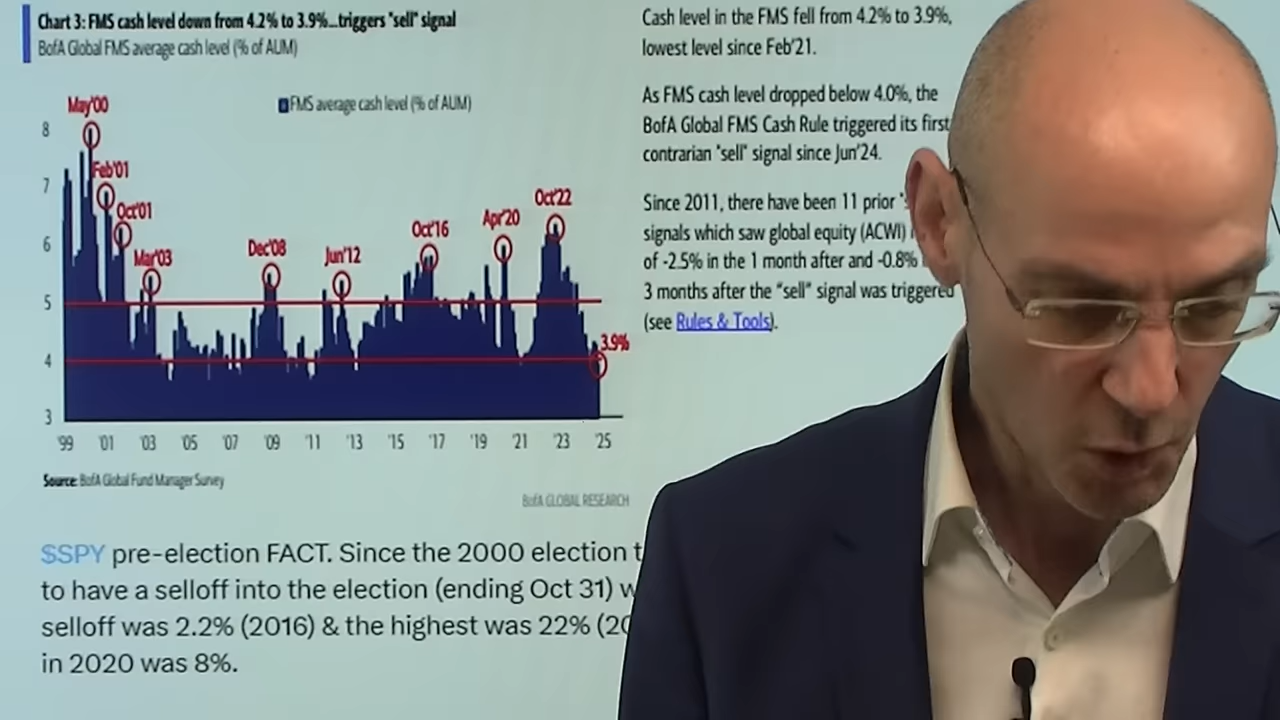 Chart 3: FMS cash level down from 4.2% to 3.9%...triggers "sell" signal
BofA Global FMS average cash level (% of AUM)
FMS average cash level (% of AUM)
May'00
Feb'01
Oct'01
Mar'03
Dec'08
Jun'12
Oct'16
Apr'20
Oct'22
3.9%
8
7
6
5
4
3
'99 '01 '03 '05 '07 '09 '11 '13 '15 '17 '19 '21 '23 '25
Source: BofA Global Fund Manager Survey
BofA GLOBAL RESEARCH
Cash level in the FMS fell from 4.2% to 3.9%,
lowest level since Feb'21.
As FMS cash level dropped below 4.0%, the
BofA Global FMS Cash Rule triggered its first
contrarian "sell" signal since Jun'24.
Since 2011, there have been 11 prior
signals which saw global equity (ACWI)
of -2.5% in the 1 month after and -0.8%
3 months after the "sell" signal was triggered
(see Rules & Tools).
$SPY pre-election FACT. Since the 2000 election
to have a selloff into the election (ending Oct 31)
selloff was 2.2% (2016) & the highest was 22%
in 2020 was 8%.